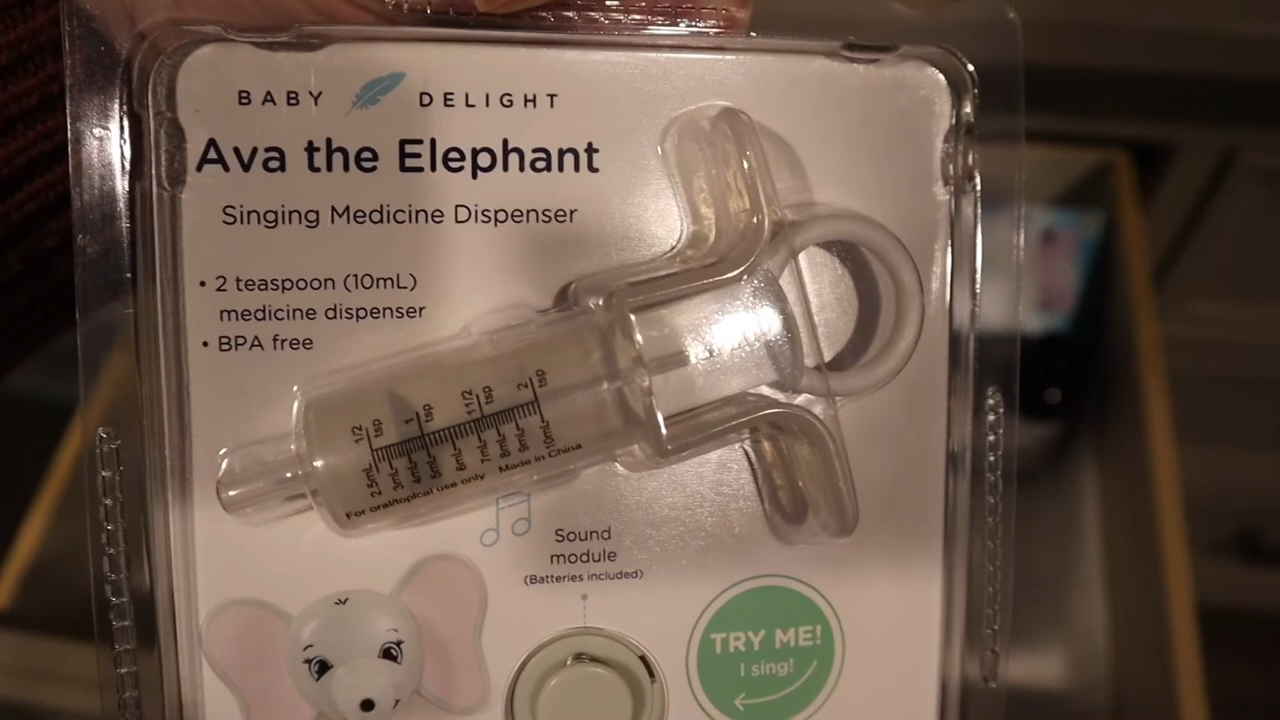 BABY DELIGHT
Ava the Elephant
Singing Medicine Dispenser
• 2 teaspoon (10mL)
medicine dispenser
• BPA free
1/2 tsp
1 tsp
1 1/2 tsp
2 tsp
2.5mL
3mL
4mL
5mL
6mL
7mL
8mL
9mL
10mL
For oral/topical use only Made in China
Sound
module
(Batteries included)
TRY ME!
I sing!